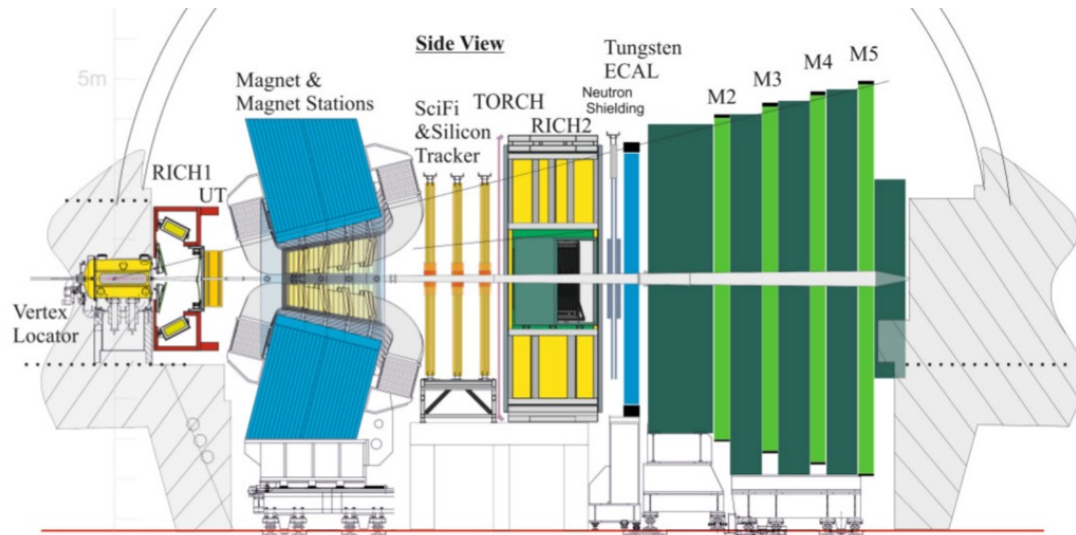 Side View
5m
Magnet &
Magnet Stations
SciFi
&Silicon
Tracker
TORCH
RICH2
Tungsten
ECAL
Neutron
Shielding
M2
M3
M4
M5
RICH1
UT
Vertex
Locator